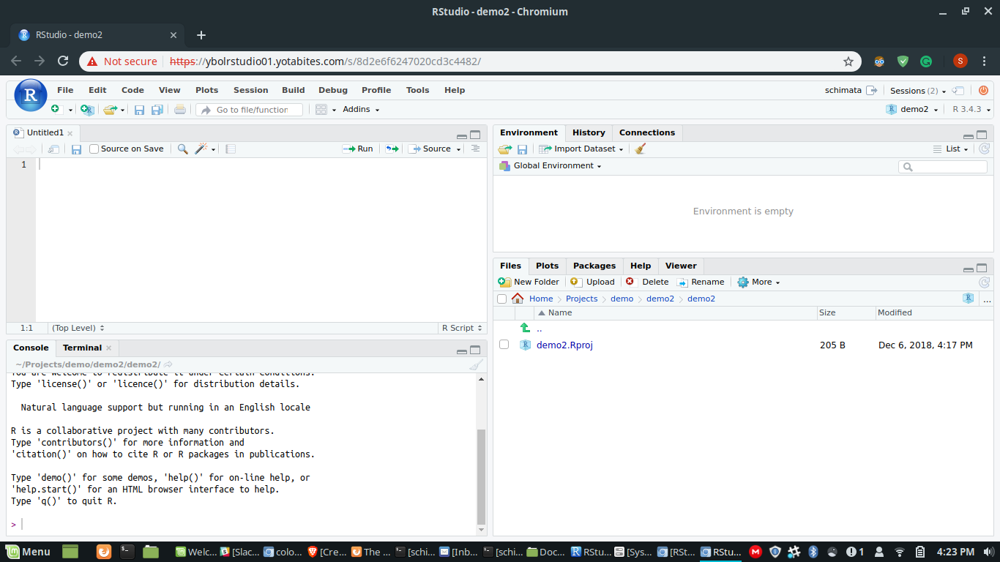 RStudio - demo2 - Chromium
RStudio - demo2
Not secure https://ybolrstudio01.yotabites.com/s/8d2e6f6247020cd3c4482/
S
R File Edit Code View Plots Session Build Debug Profile Tools Help
schimata Sessions (2)
Go to file/function Addins
demo2 R 3.4.3
Untitled1
Source on Save Run Source
1
1:1 (Top Level) R Script
Console Terminal
~/Projects/demo/demo2/demo2/
You are welcome to redistribute it under certain conditions.
Type 'license()' or 'licence()' for distribution details.
Natural language support but running in an English locale
R is a collaborative project with many contributors.
Type 'contributors()' for more information and
'citation()' on how to cite R or R packages in publications.
Type 'demo()' for some demos, 'help()' for on-line help, or
'help.start()' for an HTML browser interface to help.
Type 'q()' to quit R.
>
Environment History Connections
Import Dataset List
Global Environment
Environment is empty
Files Plots Packages Help Viewer
New Folder Upload Delete Rename More
Home Projects demo demo2 demo2 ...
Name Size Modified
..
demo2.Rproj 205 B Dec 6, 2018, 4:17 PM
Menu Welc... [Slac... colo... [Cre... The ... [schi... [Inb... [schi... Doc... RStu... [Sys... [RSt... RStu... M 1 4:23 PM